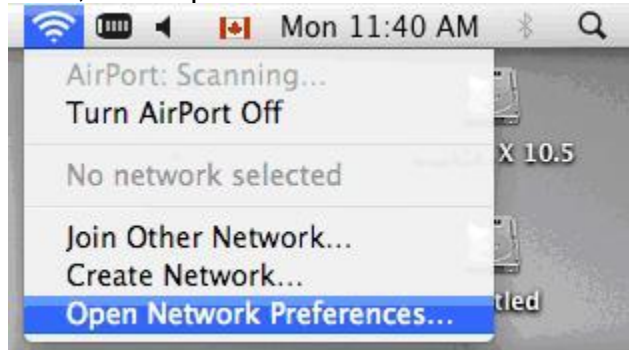 Mon 11:40 AM
AirPort: Scanning...
Turn AirPort Off
X 10.5
No network selected
Join Other Network...
Create Network...
tled
Open Network Preferences...